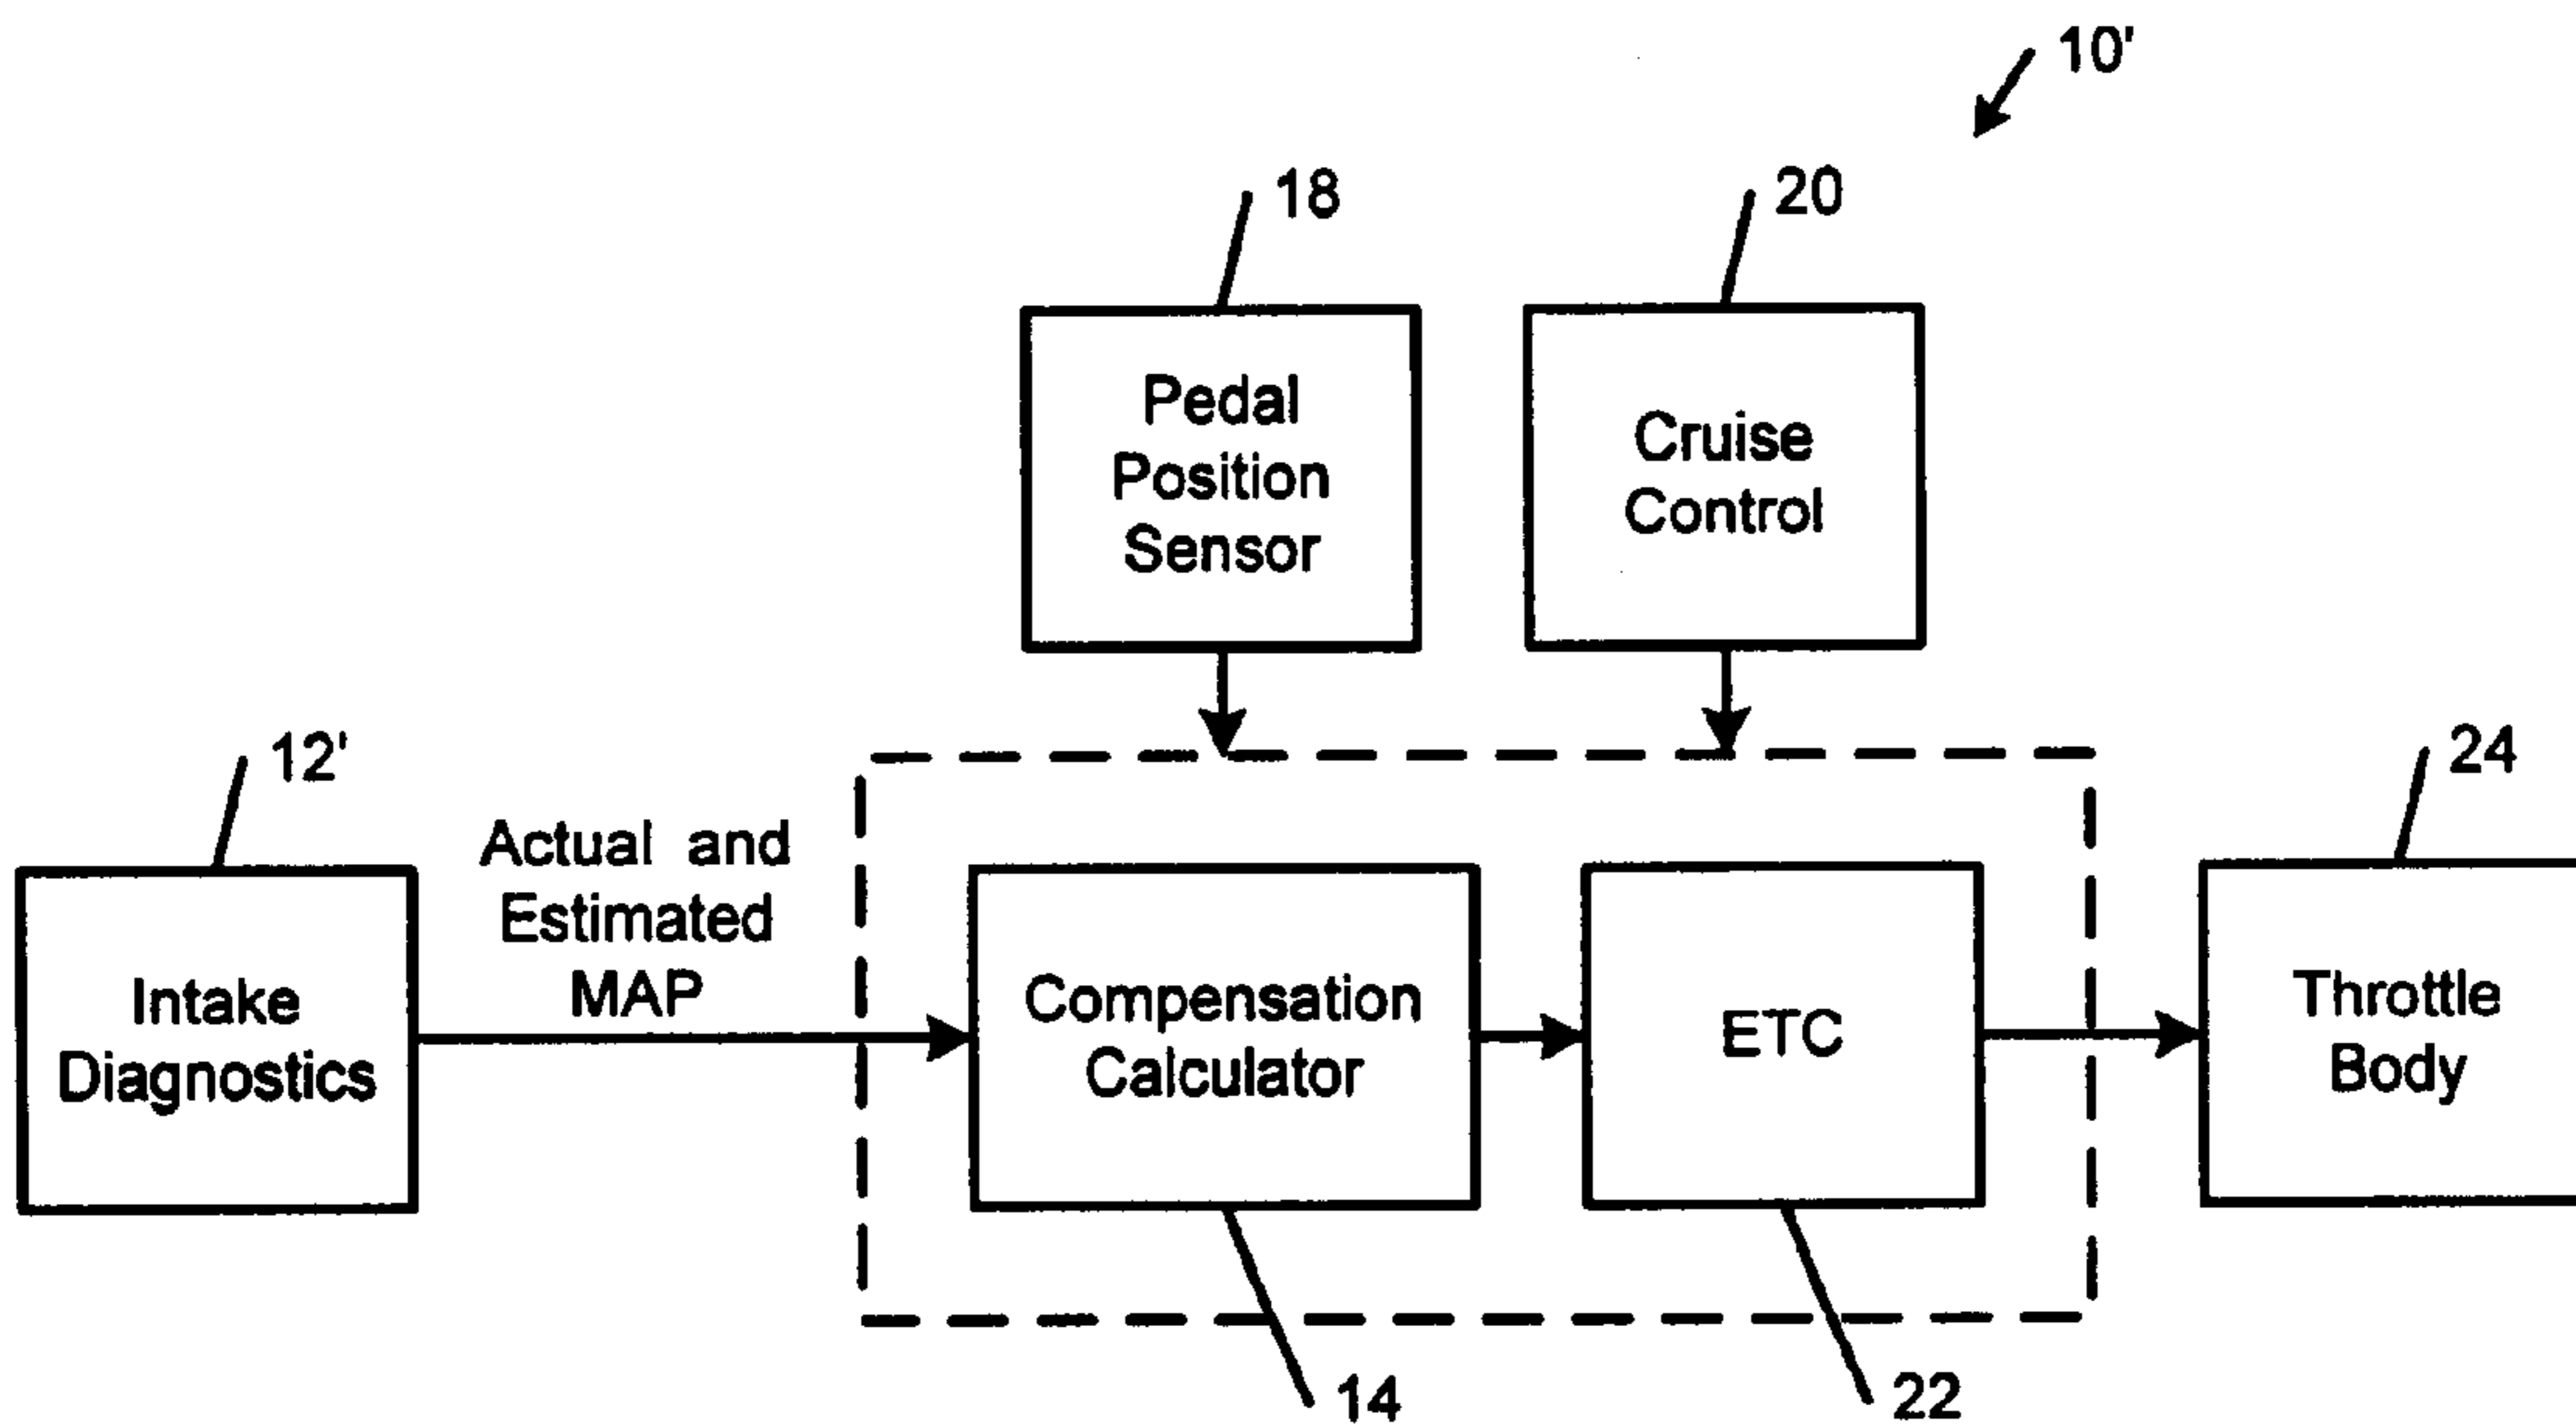 10'
18
20
Pedal
Position
Sensor
Cruise
Control
12'
24
Actual and
Estimated
MAP
Intake
Diagnostics
Compensation
Calculator
ETC
Throttle
Body
14
22